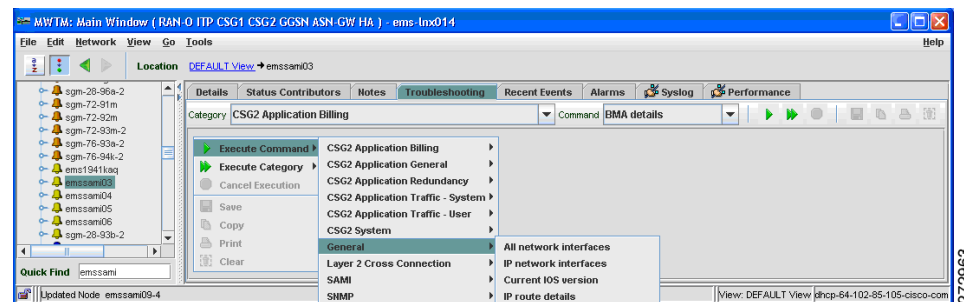 MWTM: Main Window ( RAN-O ITP CSG1 CSG2 GGSN ASN-GW HA ) - ems-lnx014
File Edit Network View Go Tools Help
Location DEFAULT View emssami03
sgm-28-96a-2
sgm-72-91m
sgm-72-92m
sgm-72-93m-2
sgm-76-93a-2
sgm-76-94k-2
ems1941kaq
emssami03
emssami04
emssami05
emssami06
sgm-28-93b-2
Quick Find emssami
Details Status Contributors Notes Troubleshooting Recent Events Alarms Syslog Performance
Category CSG2 Application Billing Command BMA details
Execute Command
Execute Category
Cancel Execution
Save
Copy
Print
Clear
CSG2 Application Billing
CSG2 Application General
CSG2 Application Redundancy
CSG2 Application Traffic - System
CSG2 Application Traffic - User
CSG2 System
General
Layer 2 Cross Connection
SAMI
SNMP
All network interfaces
IP network interfaces
Current IOS version
IP route details
Updated Node emssami09-4
View: DEFAULT View dhcp-64-102-85-105-cisco-com